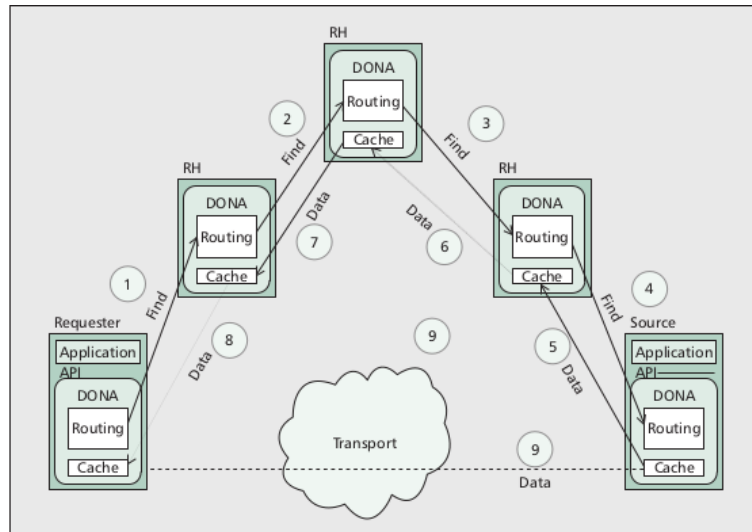 RH
DONA
Routing
Cache
2
Find
3
Find
RH
DONA
Routing
Cache
Data
7
Data
6
RH
DONA
Routing
Cache
1
Find
4
Find
Requester
Application
API
DONA
Routing
Cache
8
Data
9
5
Data
Source
Application
API
DONA
Routing
Cache
Transport
9
Data